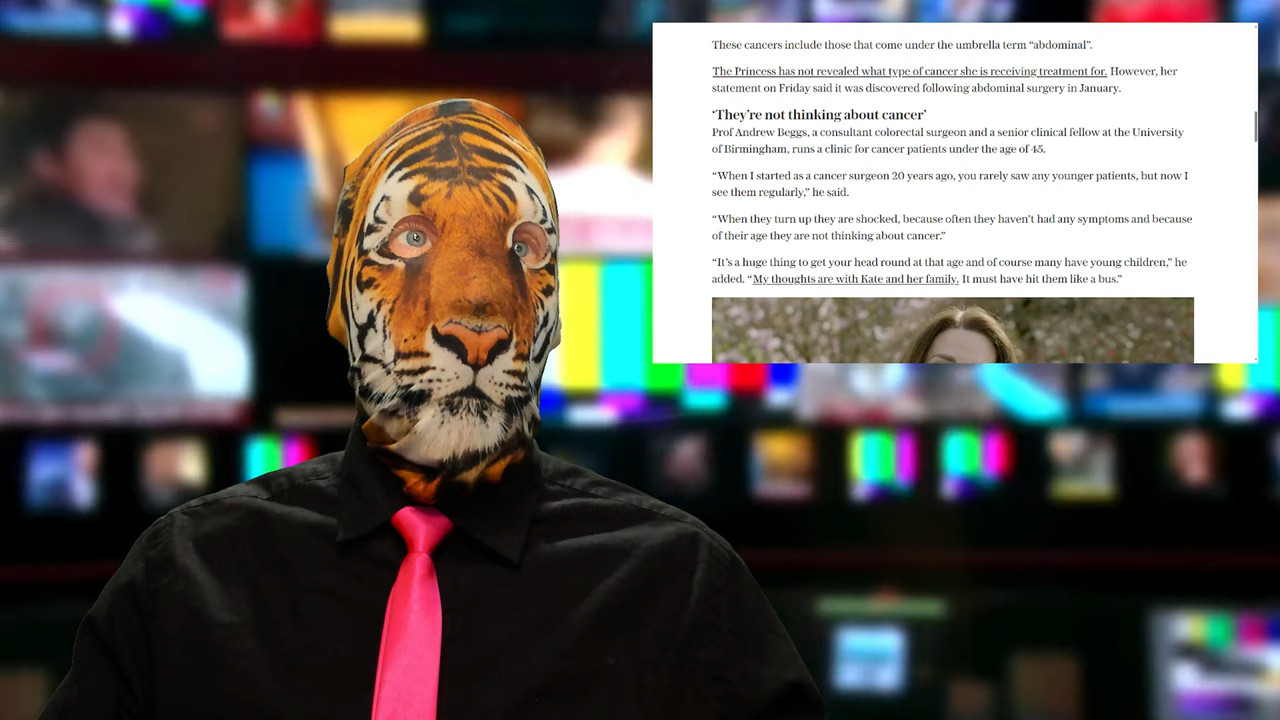 These cancers include those that come under the umbrella term “abdominal”.
The Princess has not revealed what type of cancer she is receiving treatment for. However, her
statement on Friday said it was discovered following abdominal surgery in January.
‘They’re not thinking about cancer’
Prof Andrew Beggs, a consultant colorectal surgeon and a senior clinical fellow at the University
of Birmingham, runs a clinic for cancer patients under the age of 45.
“When I started as a cancer surgeon 20 years ago, you rarely saw any younger patients, but now I
see them regularly,” he said.
“When they turn up they are shocked, because often they haven’t had any symptoms and because
of their age they are not thinking about cancer.”
“It’s a huge thing to get your head round at that age and of course many have young children,” he
added. “My thoughts are with Kate and her family. It must have hit them like a bus.”